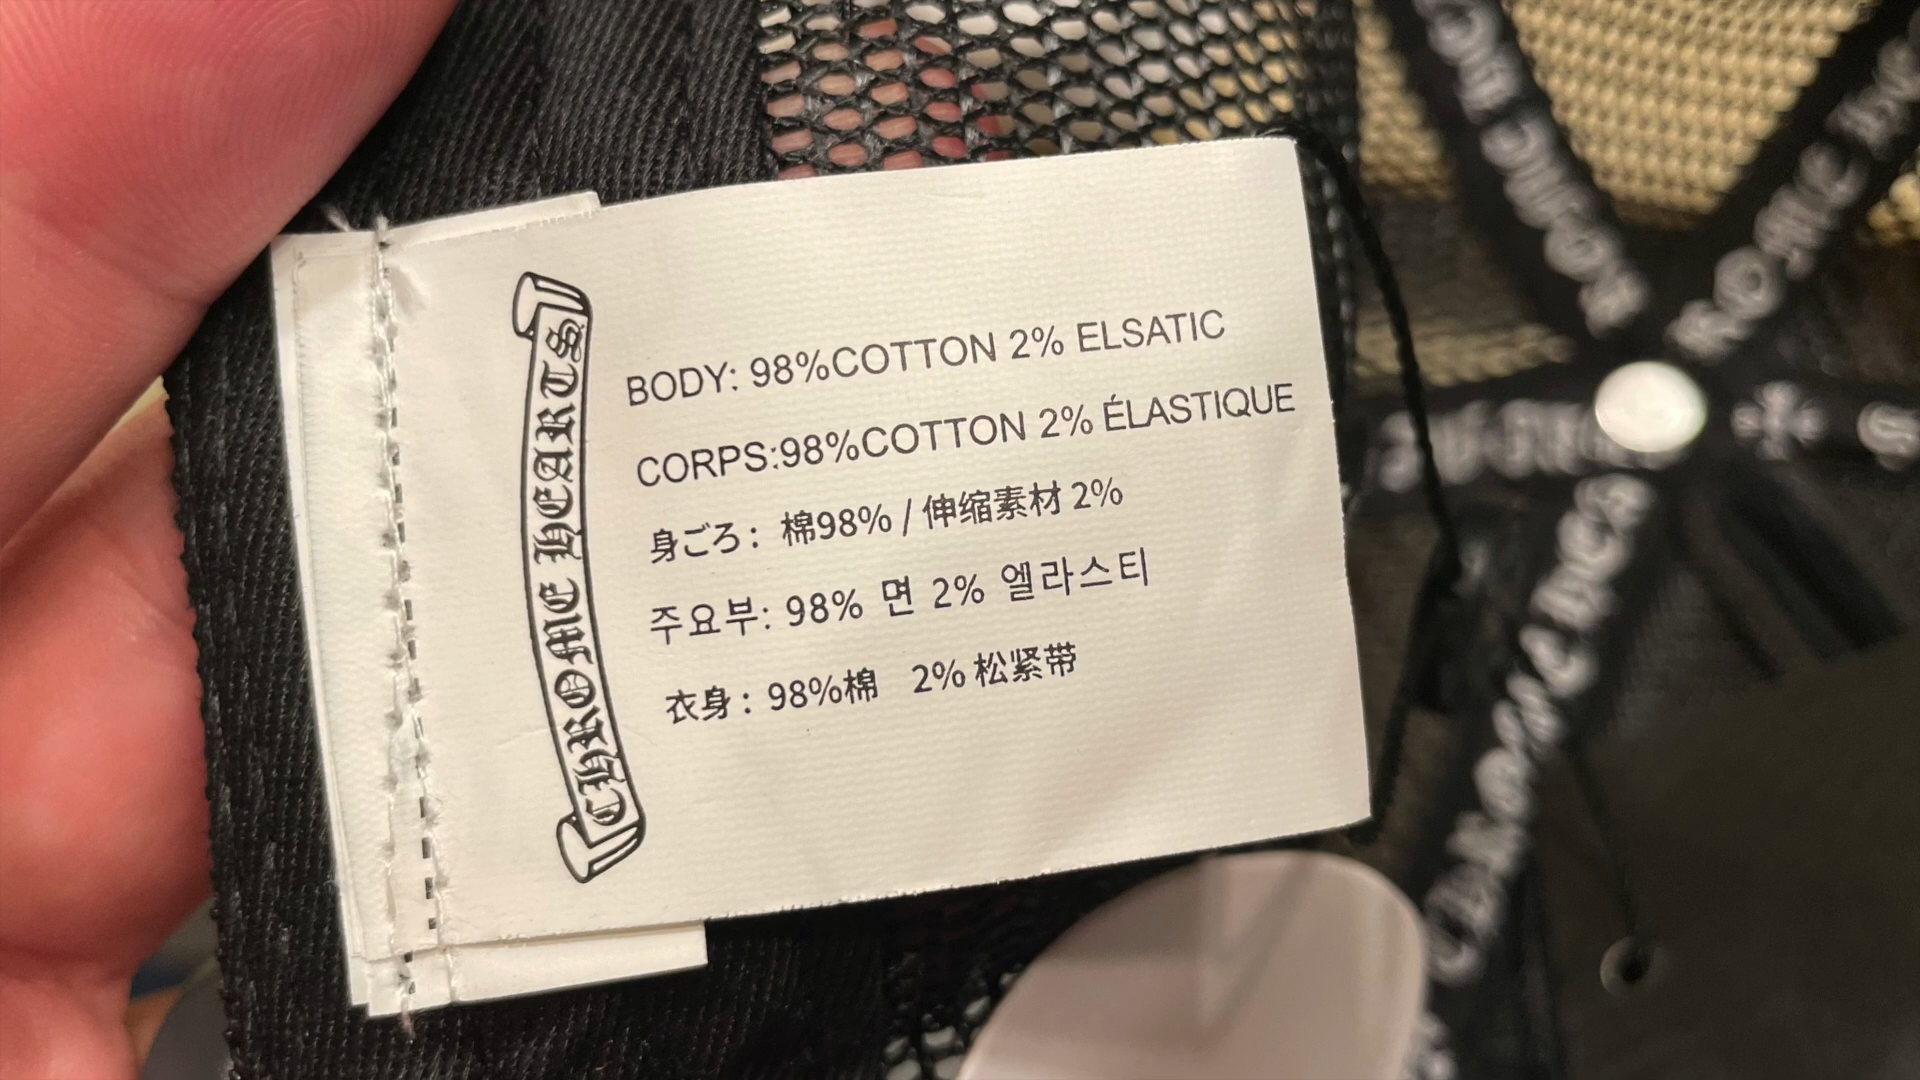 CHROME HEARTS
BODY: 98%COTTON 2% ELSATIC
CORPS:98%COTTON 2% ÉLASTIQUE
身ごろ: 棉98% / 伸缩素材 2%
주요부: 98% 면 2% 엘라스티
衣身: 98%棉 2% 松紧带